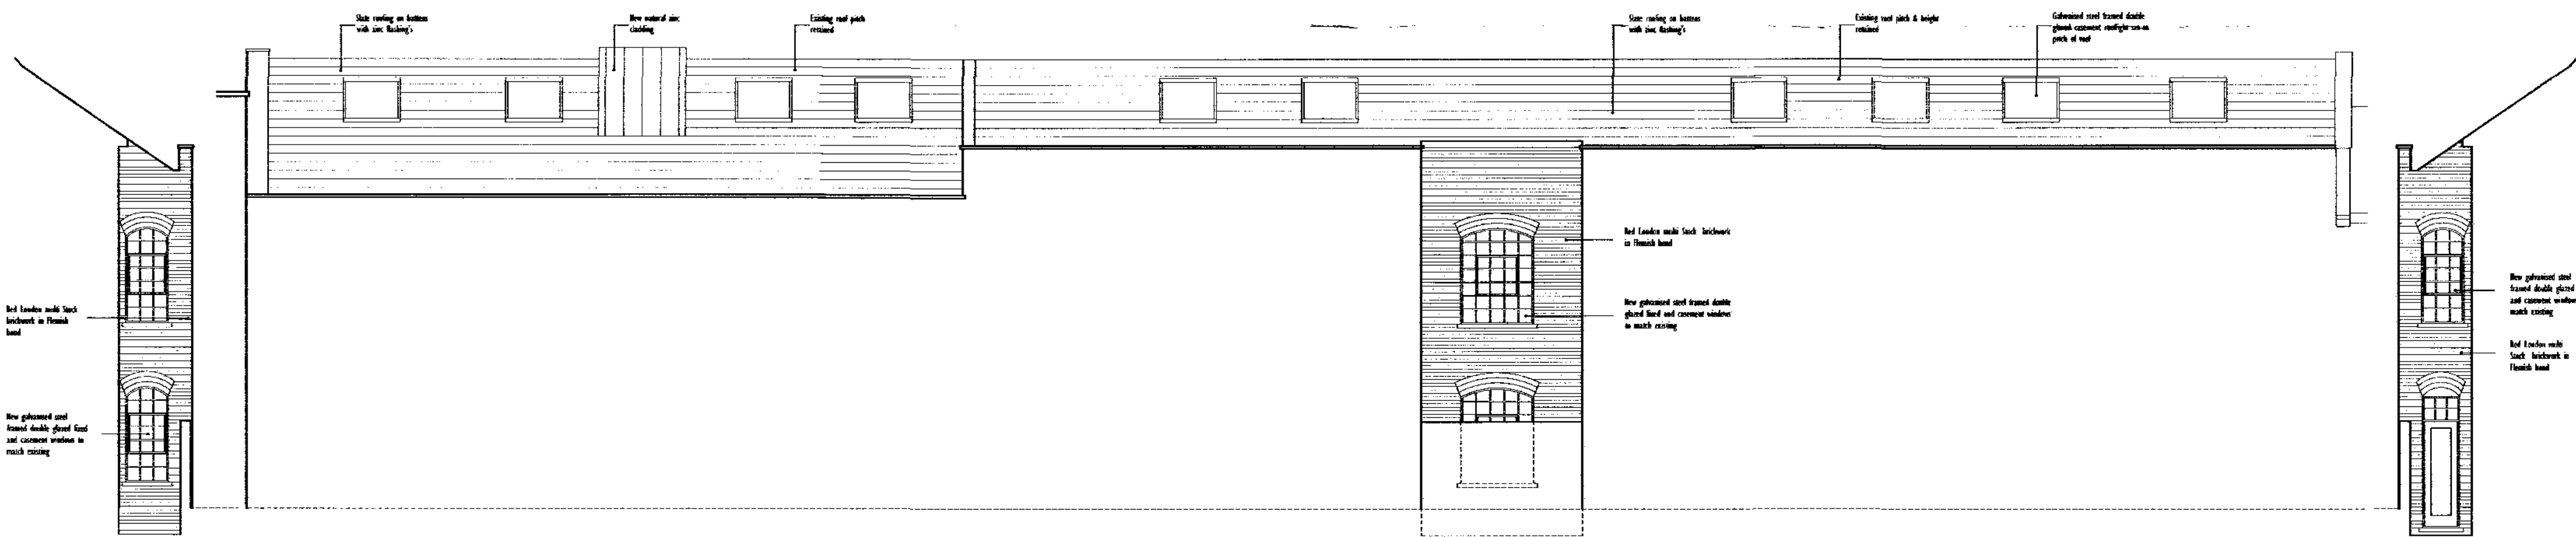 Slate roofing on battens
with zinc flashing's
New natural zinc
cladding
Existing roof pitch
retained
Slate roofing on battens
with zinc flashing's
Existing roof pitch & height
retained
Galvanised steel framed double
glazed casement rooflight set-on
pitch of roof
Red London multi Stock brickwork
in Flemish bond
New galvanised steel framed double
glazed fixed and casement windows
to match existing
Red London multi Stock
brickwork in Flemish
bond
New galvanised steel
framed double glazed fixed
and casement windows to
match existing
New galvanised steel
framed double glazed
and casement windows
match existing
Red London multi
Stock brickwork in
Flemish bond